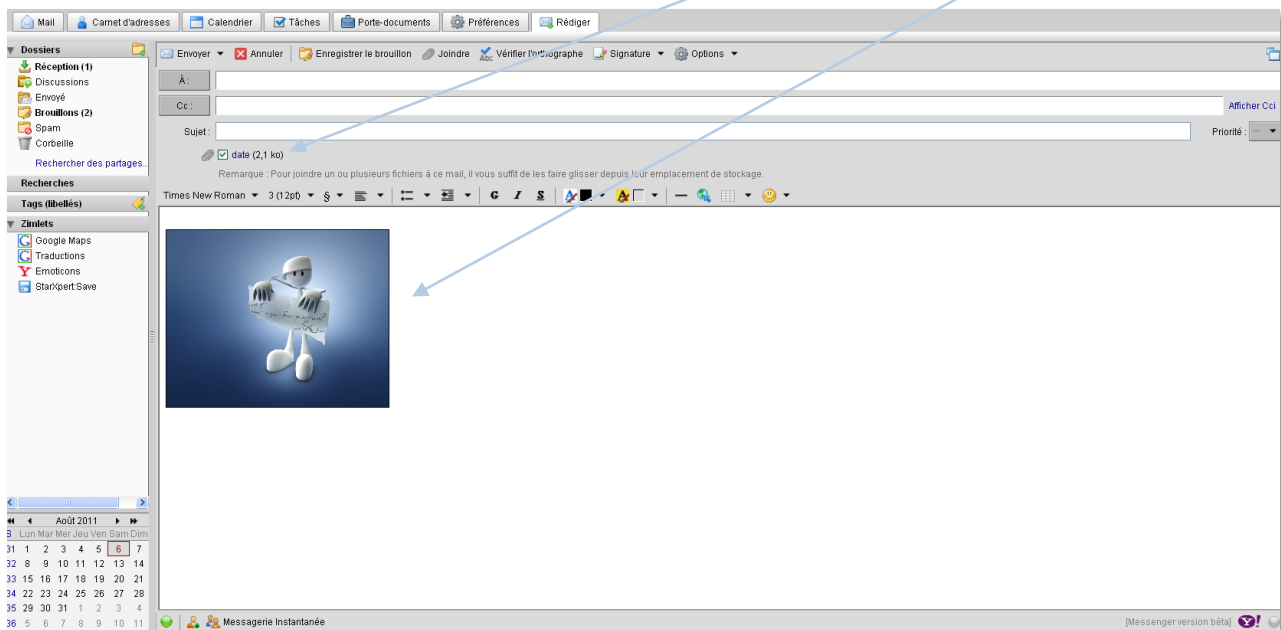 Mail Carnet d'adresses Calendrier Tâches Porte-documents Préférences Rédiger
Dossiers
Réception (1)
Discussions
Envoyé
Brouillons (2)
Spam
Corbeille
Rechercher des partages..
Recherches
Tags (libellés)
Zimlets
Google Maps
Traductions
Emoticons
StarXpert:Save
Août 2011
S Lun Mar Mer Jeu Ven Sam Dim
31 1 2 3 4 5 6 7
32 8 9 10 11 12 13 14
33 15 16 17 18 19 20 21
34 22 23 24 25 26 27 28
35 29 30 31 1 2 3 4
36 5 6 7 8 9 10 11
Envoyer Annuler Enregistrer le brouillon Joindre Vérifier l'orthographe Signature Options
À :
Cc : Afficher Cci
Sujet : Priorité :
date (2,1 ko)
Remarque : Pour joindre un ou plusieurs fichiers à ce mail, il vous suffit de les faire glisser depuis leur emplacement de stockage.
Times New Roman 3 (12pt) § G I S
Messagerie Instantanée [Messenger version bêta] Y!